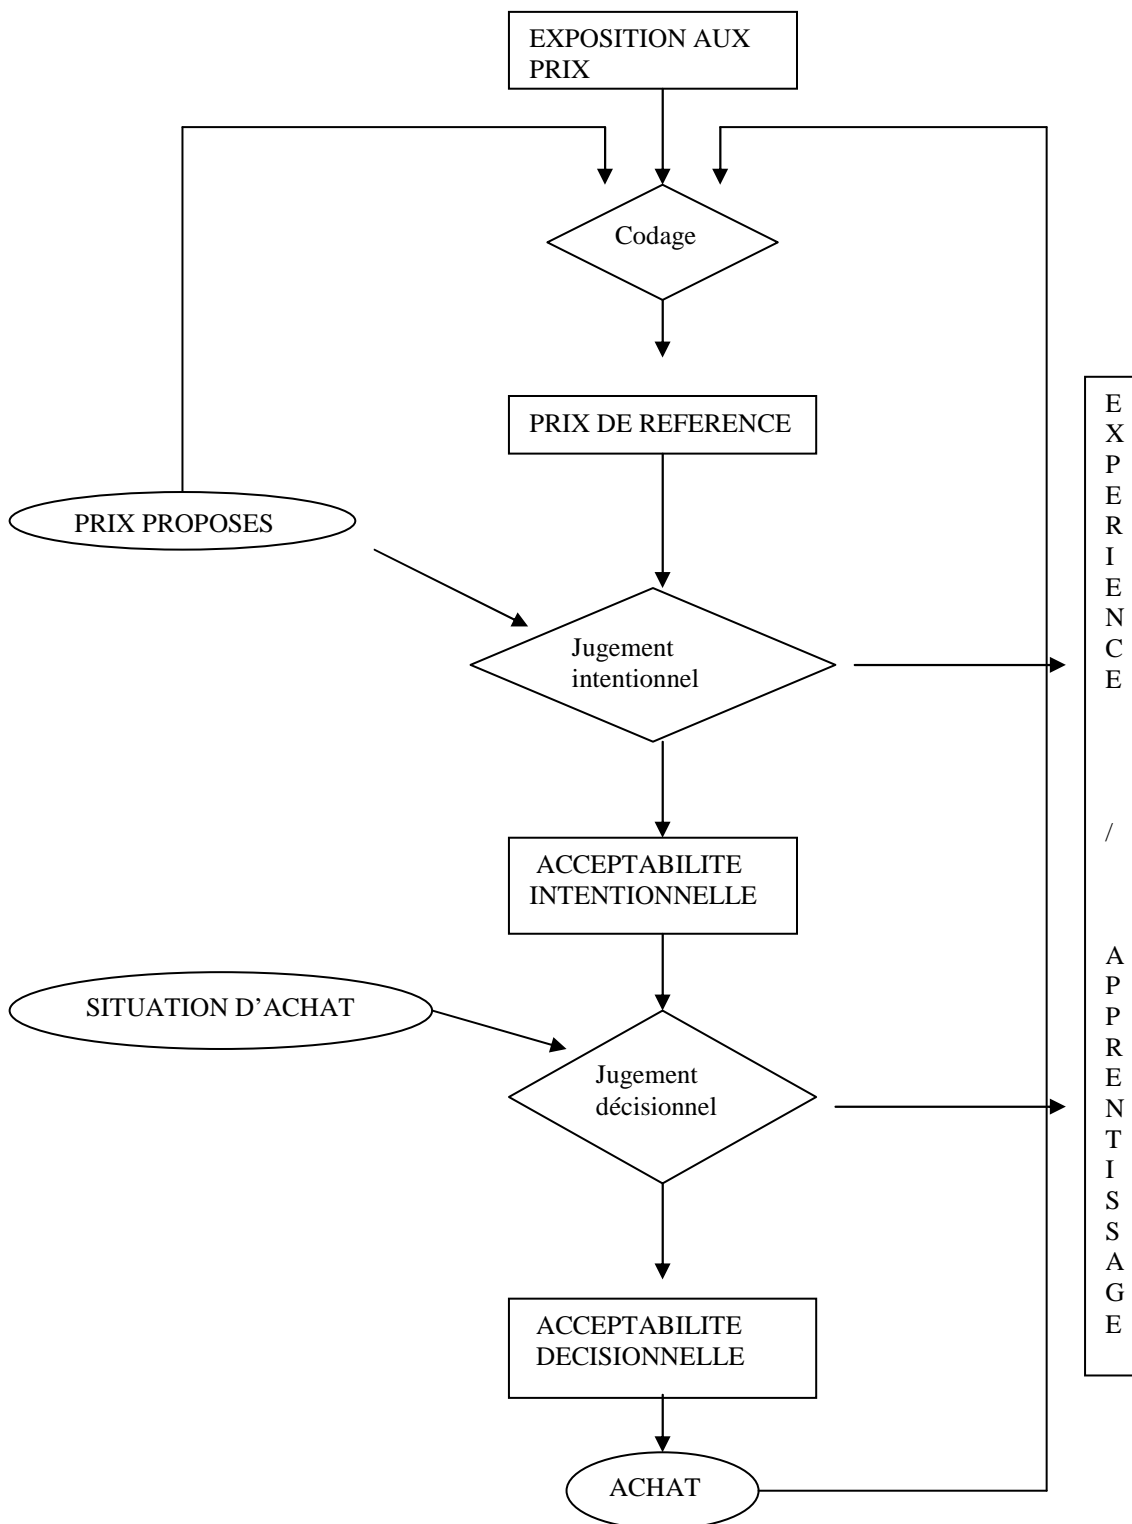 EXPOSITION AUX
PRIX
Codage
PRIX DE REFERENCE
PRIX PROPOSES
Jugement
intentionnel
ACCEPTABILITE
INTENTIONNELLE
SITUATION D’ACHAT
Jugement
décisionnel
ACCEPTABILITE
DECISIONNELLE
ACHAT
E
X
P
E
R
I
E
N
C
E
/
A
P
P
R
E
N
T
I
S
S
A
G
E